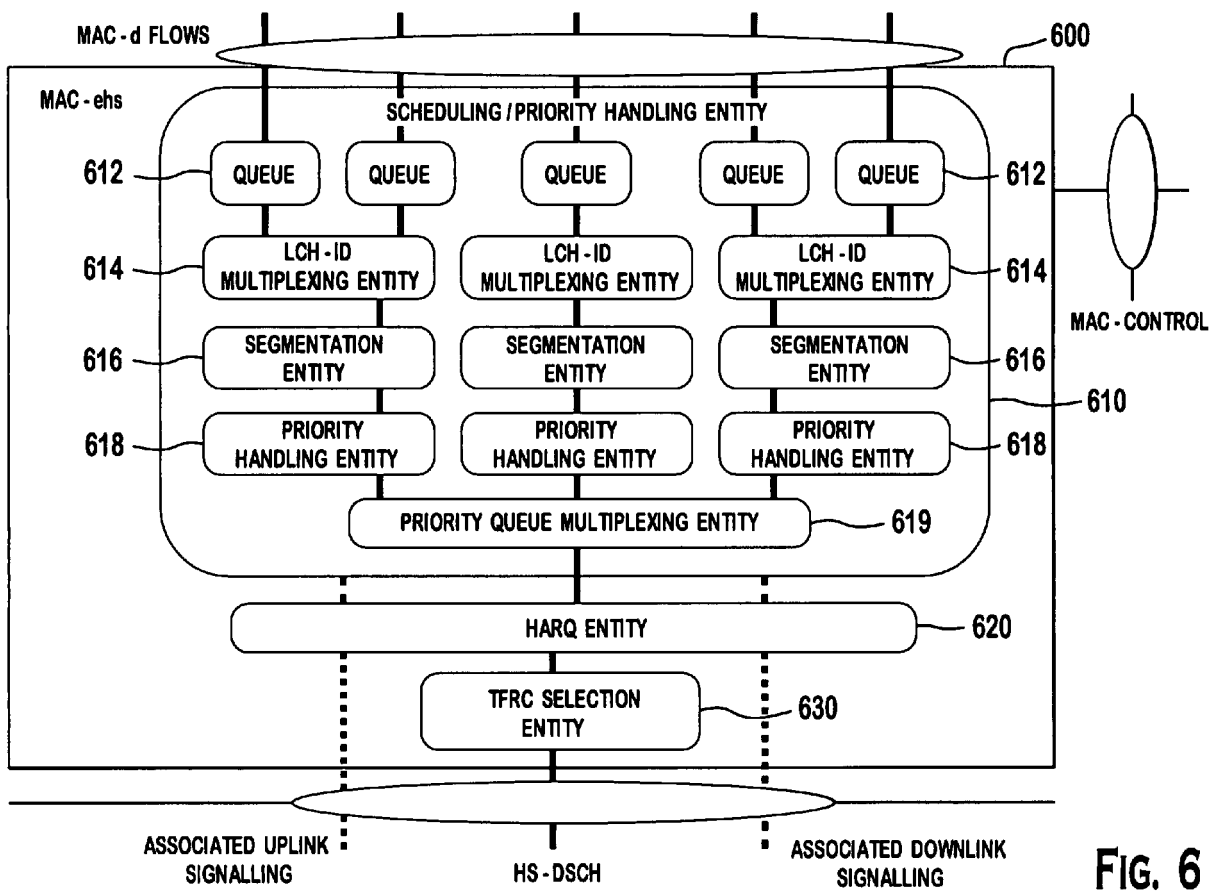 MAC-d FLOWS
600
MAC-ehs
SCHEDULING/PRIORITY HANDLING ENTITY
612 QUEUE QUEUE QUEUE QUEUE QUEUE 612
614
LCH-ID
MULTIPLEXING ENTITY
LCH-ID
MULTIPLEXING ENTITY
LCH-ID
MULTIPLEXING ENTITY
614
MAC-CONTROL
616
SEGMENTATION
ENTITY
SEGMENTATION
ENTITY
SEGMENTATION
ENTITY
616
610
618
PRIORITY
HANDLING ENTITY
PRIORITY
HANDLING ENTITY
PRIORITY
HANDLING ENTITY
618
PRIORITY QUEUE MULTIPLEXING ENTITY 619
HARQ ENTITY 620
TFRC SELECTION
ENTITY
630
ASSOCIATED UPLINK
SIGNALLING
HS-DSCH
ASSOCIATED DOWNLINK
SIGNALLING
FIG. 6